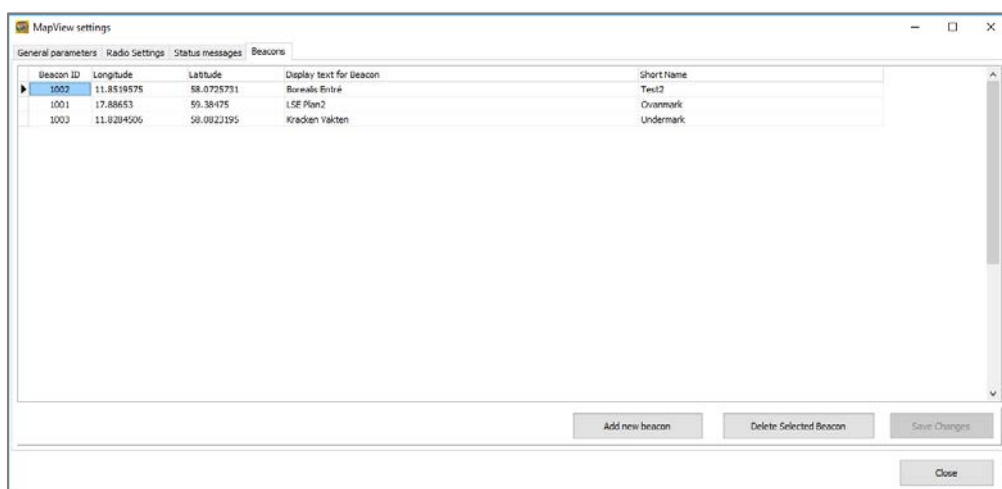 MapView settings
General parameters Radio Settings Status messages Beacons
Beacon ID Longitude Latitude Display text for Beacon Short Name
1002 11.8519575 58.0725731 Borealis Entré Test2
1001 17.88653 59.38475 LSE Plan2 Ovanmark
1003 11.8284506 58.0823195 Kracken Vakten Undermark
Add new beacon Delete Selected Beacon Save Changes
Close